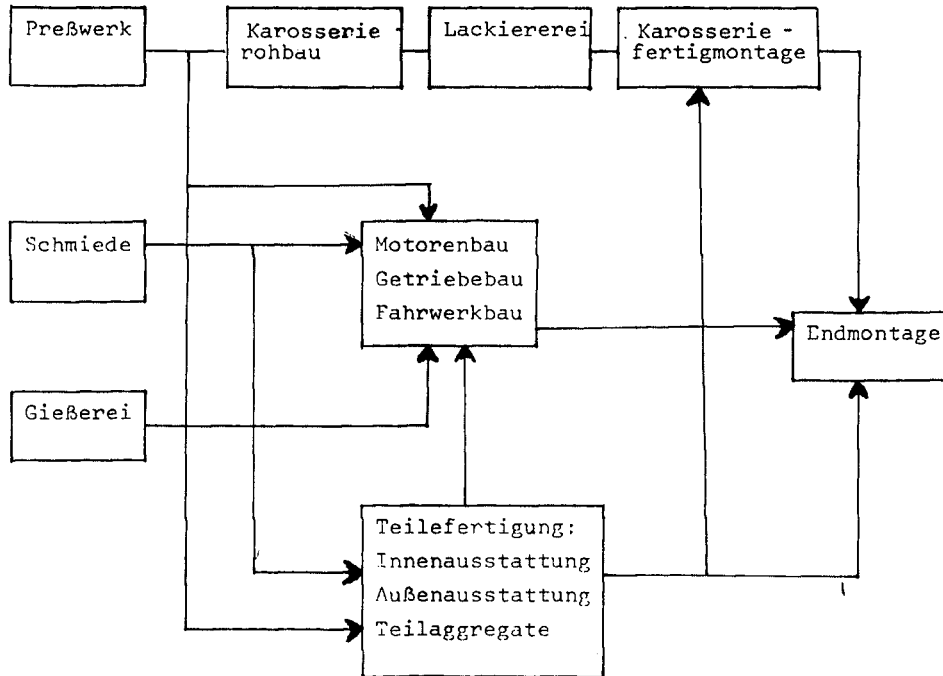 Preßwerk
Karosserie -
rohbau
Lackiererei
Karosserie -
fertigmontage
Schmiede
Motorenbau
Getriebebau
Fahrwerkbau
Endmontage
Gießerei
Teilefertigung:
Innenausstattung
Außenausstattung
Teilaggregate